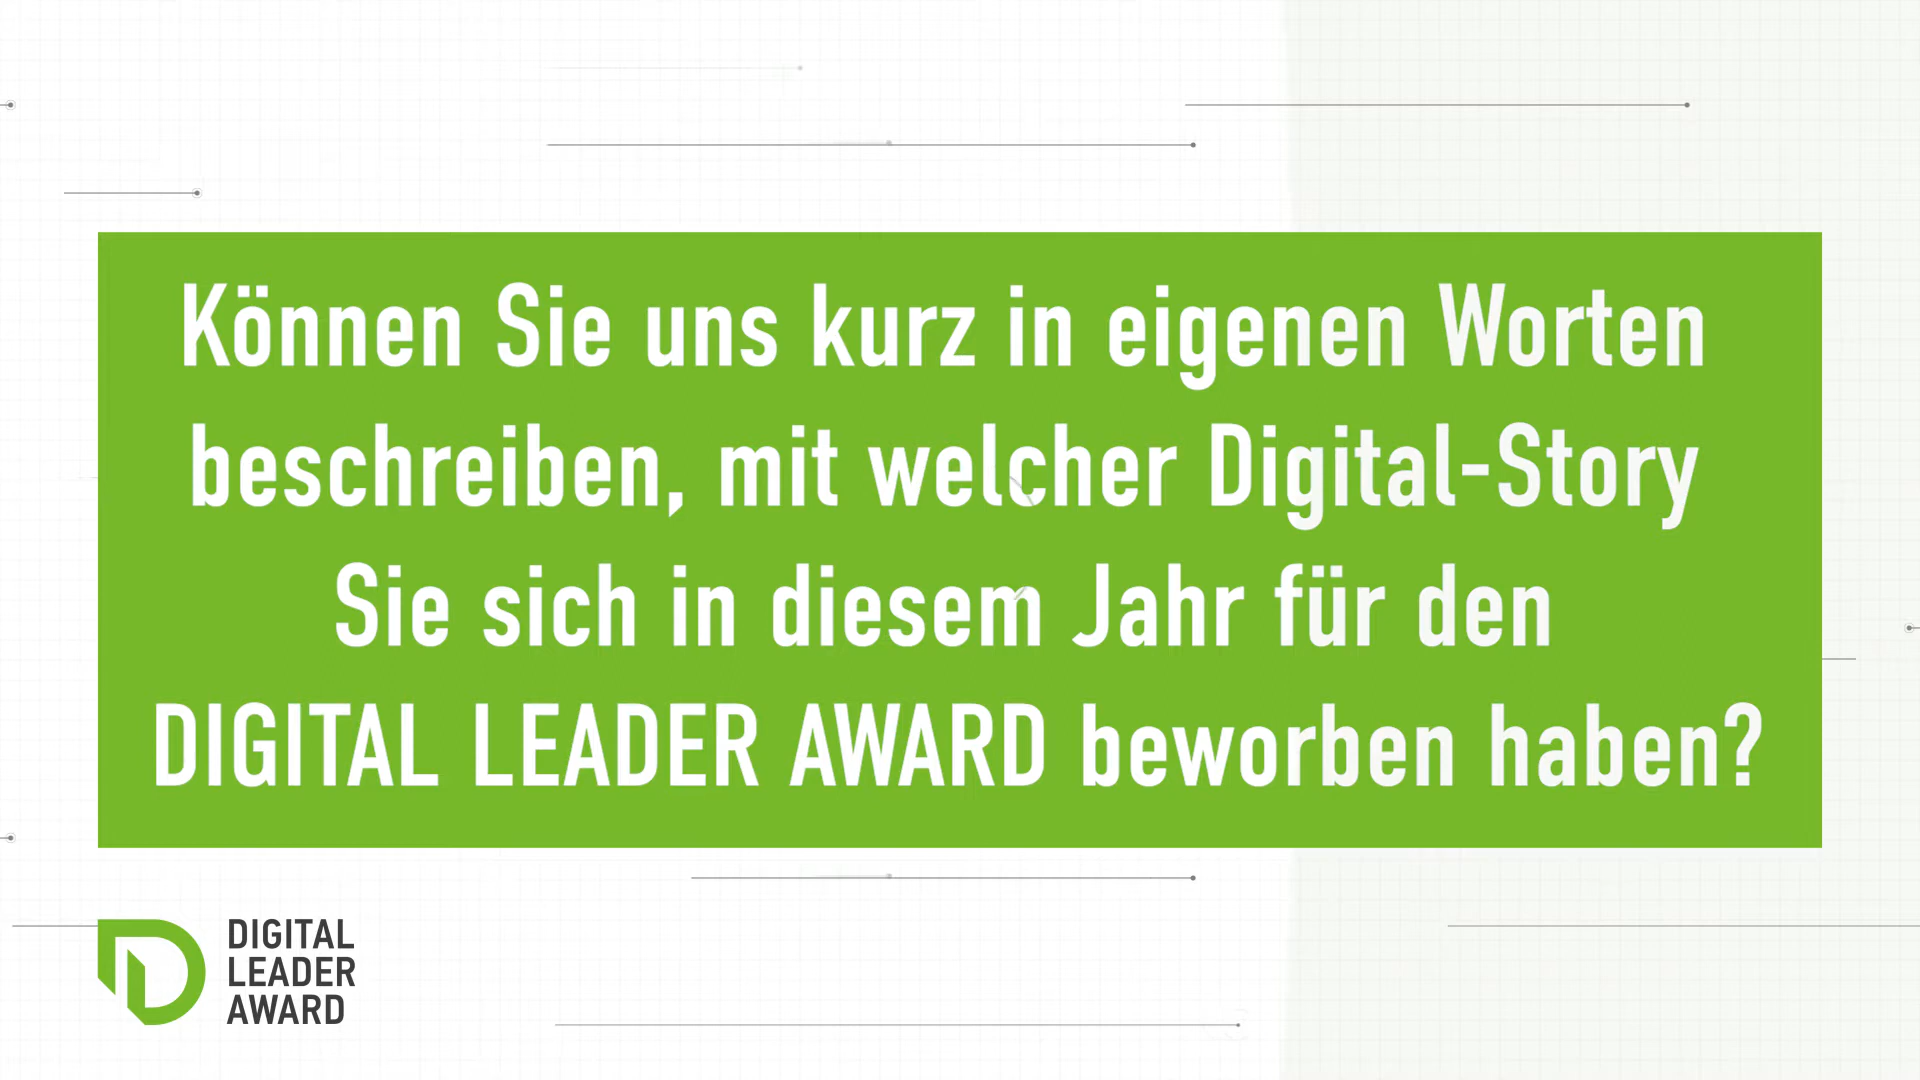 Können Sie uns kurz in eigenen Worten
beschreiben, mit welcher Digital-Story
Sie sich in diesem Jahr für den
DIGITAL LEADER AWARD beworben haben?
DIGITAL
LEADER
AWARD